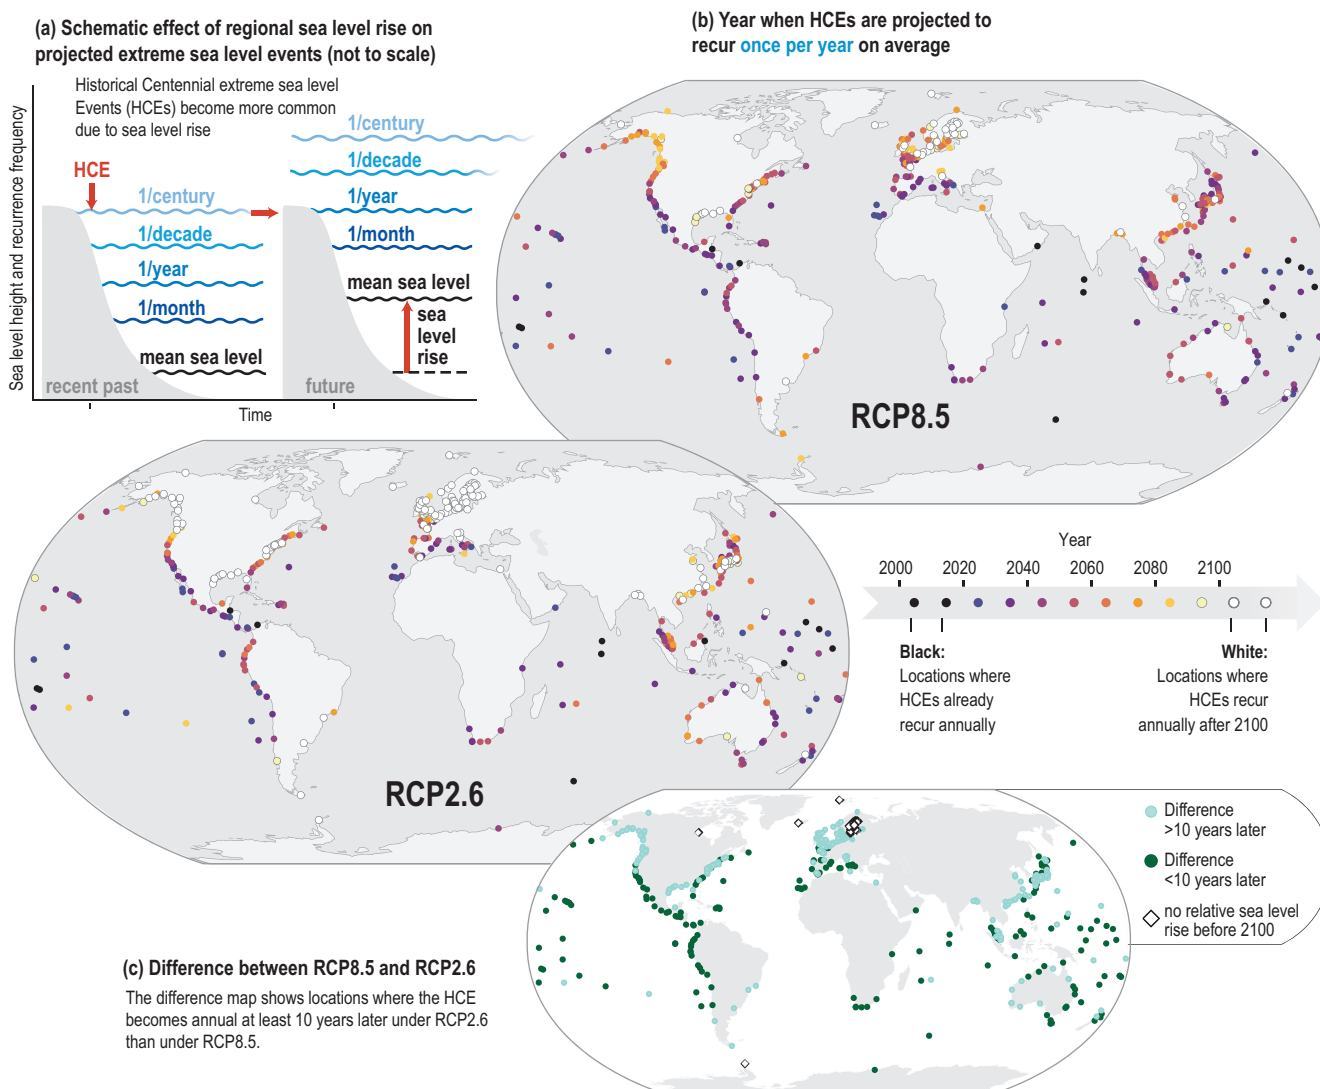 (a) Schematic effect of regional sea level rise on
projected extreme sea level events (not to scale)
Historical Centennial extreme sea level
Events (HCEs) become more common
due to sea level rise
Sea level height and recurrence frequency
HCE
1/century
1/decade
1/year
1/month
mean sea level
recent past
1/century
1/decade
1/year
1/month
mean sea level
sea
level
rise
future
Time
(b) Year when HCEs are projected to
recur once per year on average
RCP8.5
RCP2.6
Year
2000
2020
2040
2060
2080
2100
Black:
Locations where
HCEs already
recur annually
White:
Locations where
HCEs recur
annually after 2100
(c) Difference between RCP8.5 and RCP2.6
The difference map shows locations where the HCE
becomes annual at least 10 years later under RCP2.6
than under RCP8.5.
Difference
>10 years later
Difference
<10 years later
no relative sea level
rise before 2100